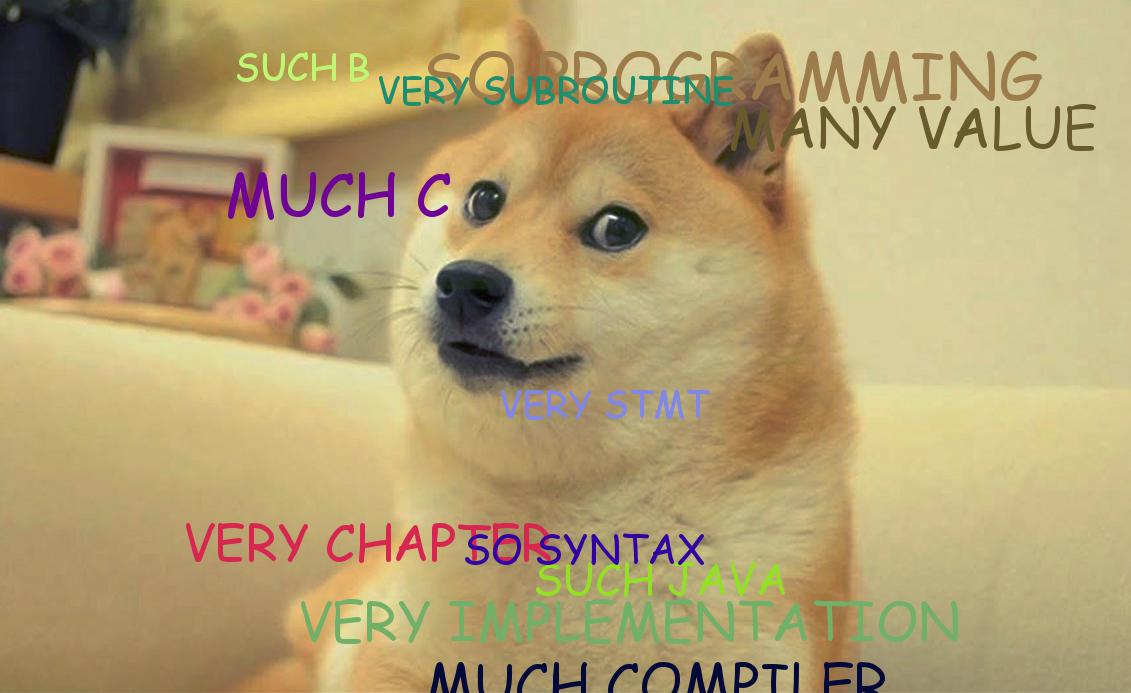 SUCH B
SO PROGRAMMING
VERY SUBROUTINE
MANY VALUE
MUCH C
VERY STMT
VERY CHAPTER
SO SYNTAX
SUCH JAVA
VERY IMPLEMENTATION
MUCH COMPILER